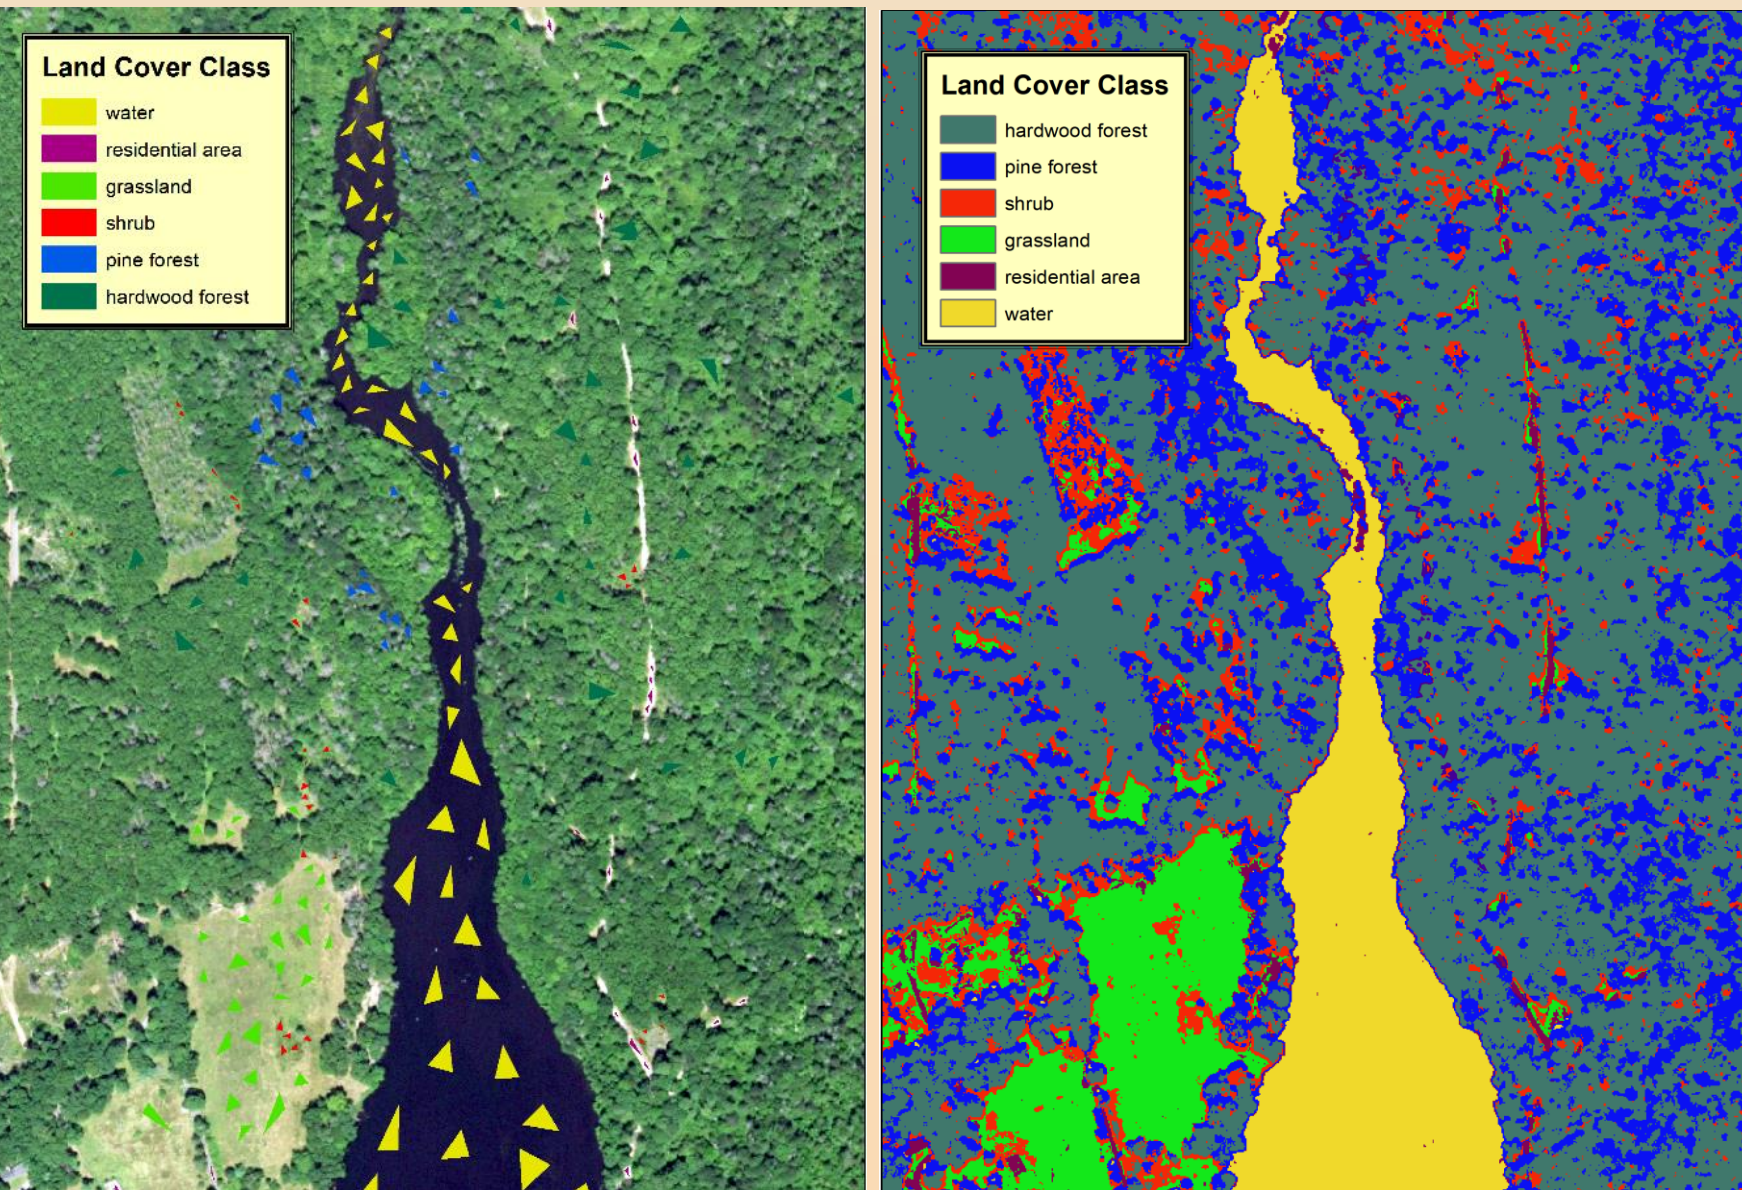 Land Cover Class
water
residential area
grassland
shrub
pine forest
hardwood forest
Land Cover Class
hardwood forest
pine forest
shrub
grassland
residential area
water